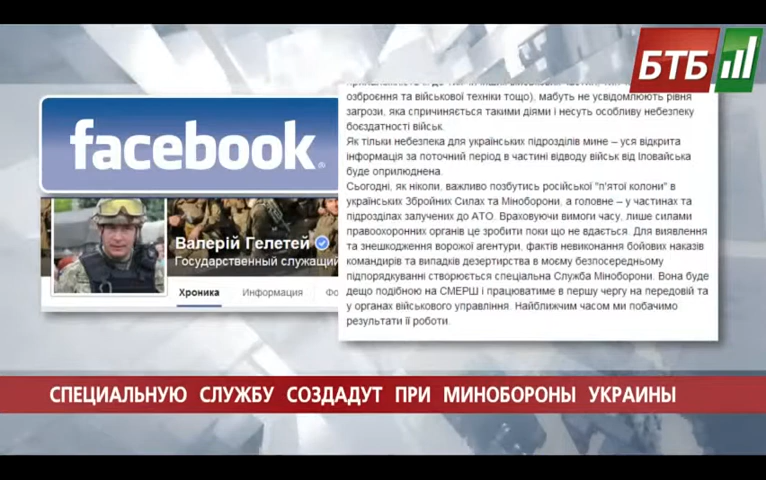 БТБ
facebook
Валерій Гелетей
Государственный служащий
Хроника Информация Фо
озброєння та військової техніки тощо), мабуть не усвідомлюють рівня
загрози, яка спричиняється такими діями і несуть особливу небезпеку
боєздатності військ.
Як тільки небезпека для українських підрозділів мине – уся відкрита
інформація за поточний період в частині відводу військ від Іловайська
буде оприлюднена.
Сьогодні, як ніколи, важливо позбутись російської "п'ятої колони" в
українських Збройних Силах та Міноборони, а головне – у частинах та
підрозділах залучених до АТО. Враховуючи вимоги часу, лише силами
правоохоронних органів це зробити поки що не вдається. Для виявлення
та знешкодження ворожої агентури, фактів невиконання бойових наказів
командирів та випадків дезертирства в моєму безпосередньому
підпорядкуванні створюється спеціальна Служба Міноборони. Вона буде
дещо подібною на СМЕРШ і працюватиме в першу чергу на передовій та
у органах військового управління. Найближчим часом ми побачимо
результати її роботи.
СПЕЦИАЛЬНУЮ СЛУЖБУ СОЗДАДУТ ПРИ МИНОБОРОНЫ УКРАИНЫ